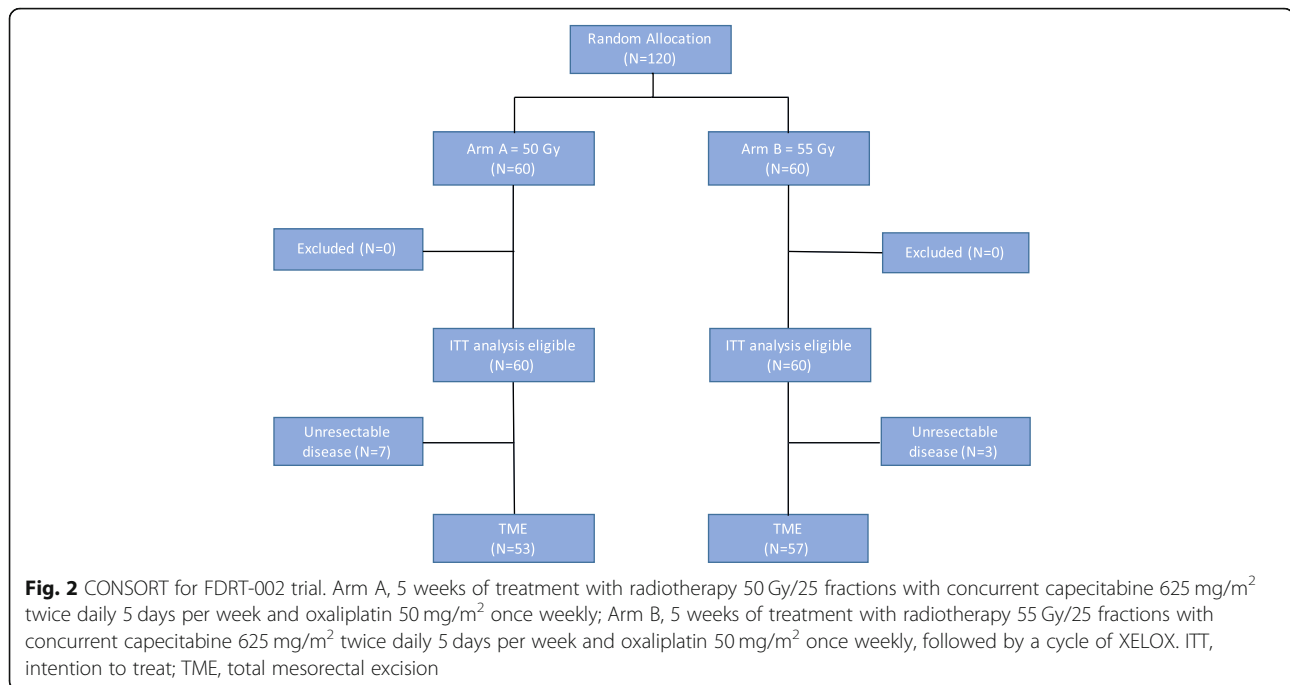 Random Allocation
(N=120)
Arm A = 50 Gy
(N=60)
Arm B = 55 Gy
(N=60)
Excluded (N=0)
Excluded (N=0)
ITT analysis eligible
(N=60)
ITT analysis eligible
(N=60)
Unresectable
disease (N=7)
Unresectable
disease (N=3)
TME
(N=53)
TME
(N=57)
Fig. 2 CONSORT for FDRT-002 trial. Arm A, 5 weeks of treatment with radiotherapy 50 Gy/25 fractions with concurrent capecitabine 625 mg/m²
twice daily 5 days per week and oxaliplatin 50 mg/m² once weekly; Arm B, 5 weeks of treatment with radiotherapy 55 Gy/25 fractions with
concurrent capecitabine 625 mg/m² twice daily 5 days per week and oxaliplatin 50 mg/m² once weekly, followed by a cycle of XELOX. ITT,
intention to treat; TME, total mesorectal excision